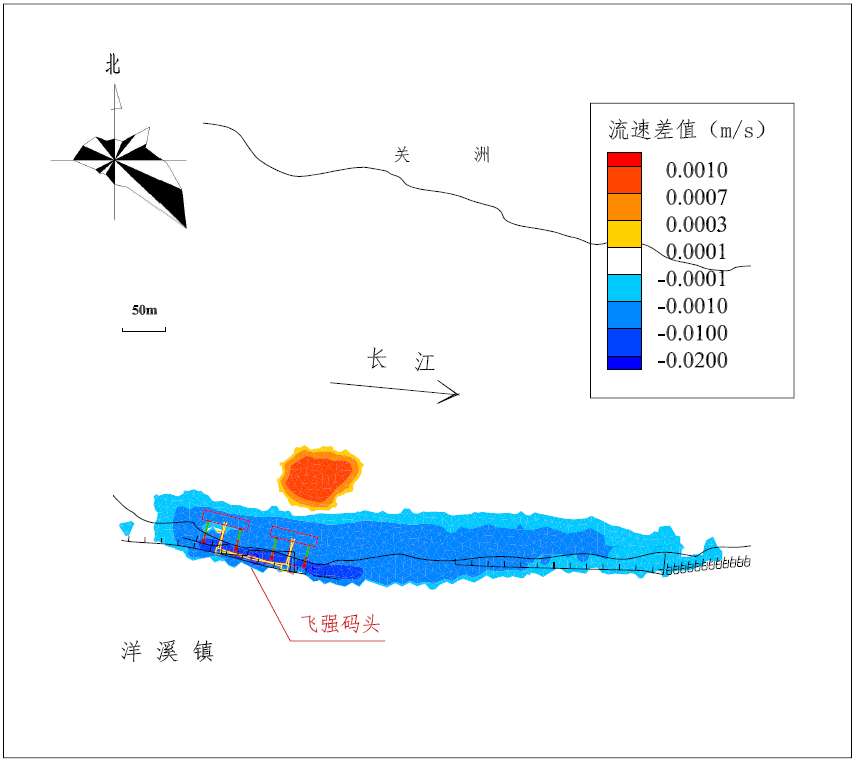 北
关 洲
流速差值（m/s）
0.0010
0.0007
0.0003
0.0001
-0.0001
-0.0010
-0.0100
-0.0200
50m
长 江
飞强码头
洋 溪 镇